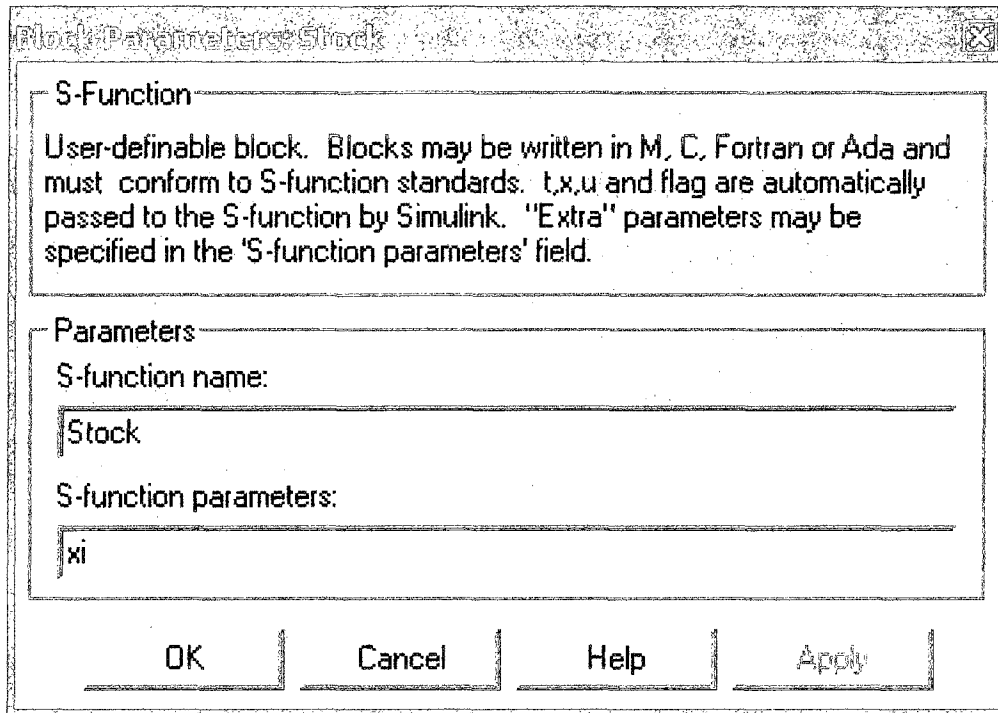 Block Parameters: Stock
S-Function
User-definable block. Blocks may be written in M, C, Fortran or Ada and
must conform to S-function standards. t,x,u and flag are automatically
passed to the S-function by Simulink. "Extra" parameters may be
specified in the 'S-function parameters' field.
Parameters
S-function name:
Stock
S-function parameters:
xi
OK Cancel Help Apply